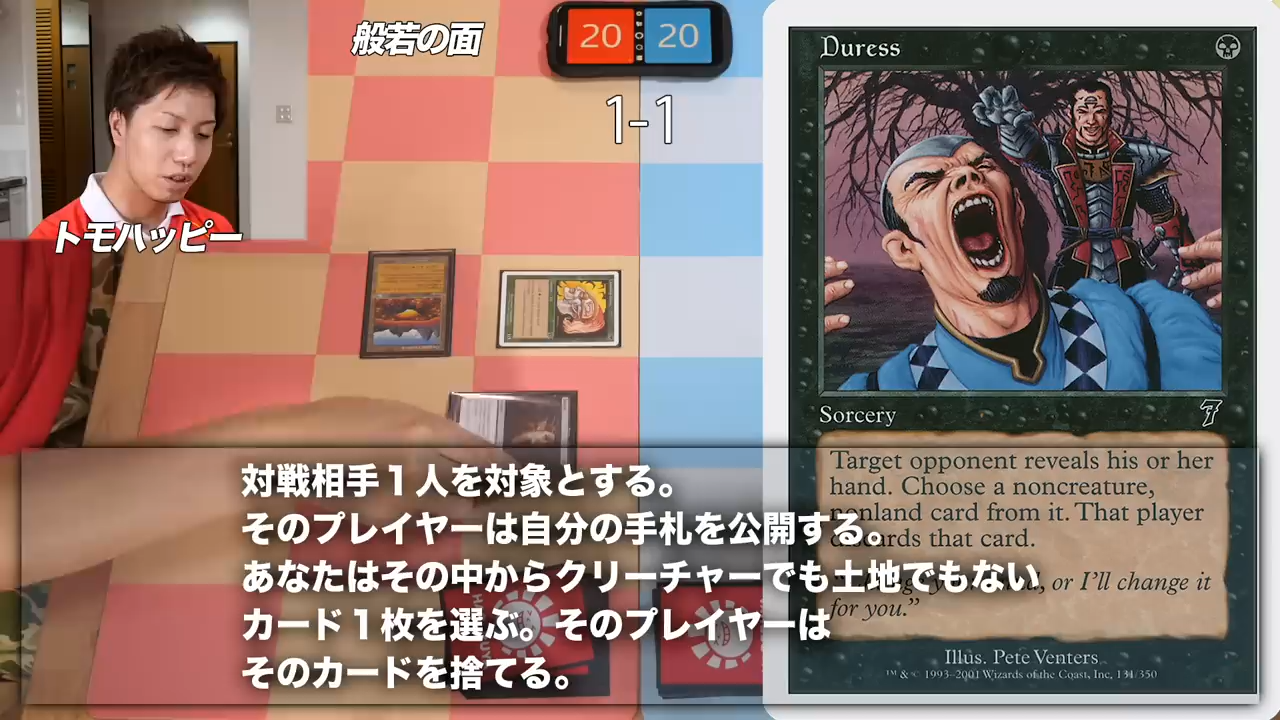 般若の面
20 20
1-1
トモハッピー
Duress
Sorcery
Target opponent reveals his or her
hand. Choose a noncreature,
nonland card from it. That player
discards that card.
or I'll change it
for you."
Illus. Pete Venters
™ & © 1993-2001 Wizards of the Coast, Inc. 131/350
対戦相手1人を対象とする。
そのプレイヤーは自分の手札を公開する。
あなたはその中からクリーチャーでも土地でもない
カード1枚を選ぶ。そのプレイヤーは
そのカードを捨てる。